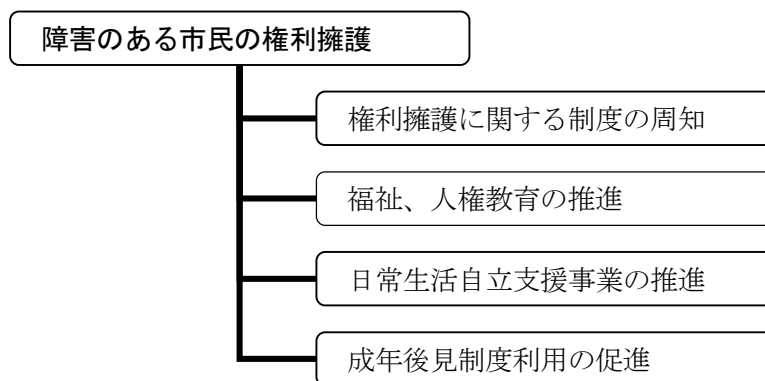 障害のある市民の権利擁護
権利擁護に関する制度の周知
福祉、人権教育の推進
日常生活自立支援事業の推進
成年後見制度利用の促進